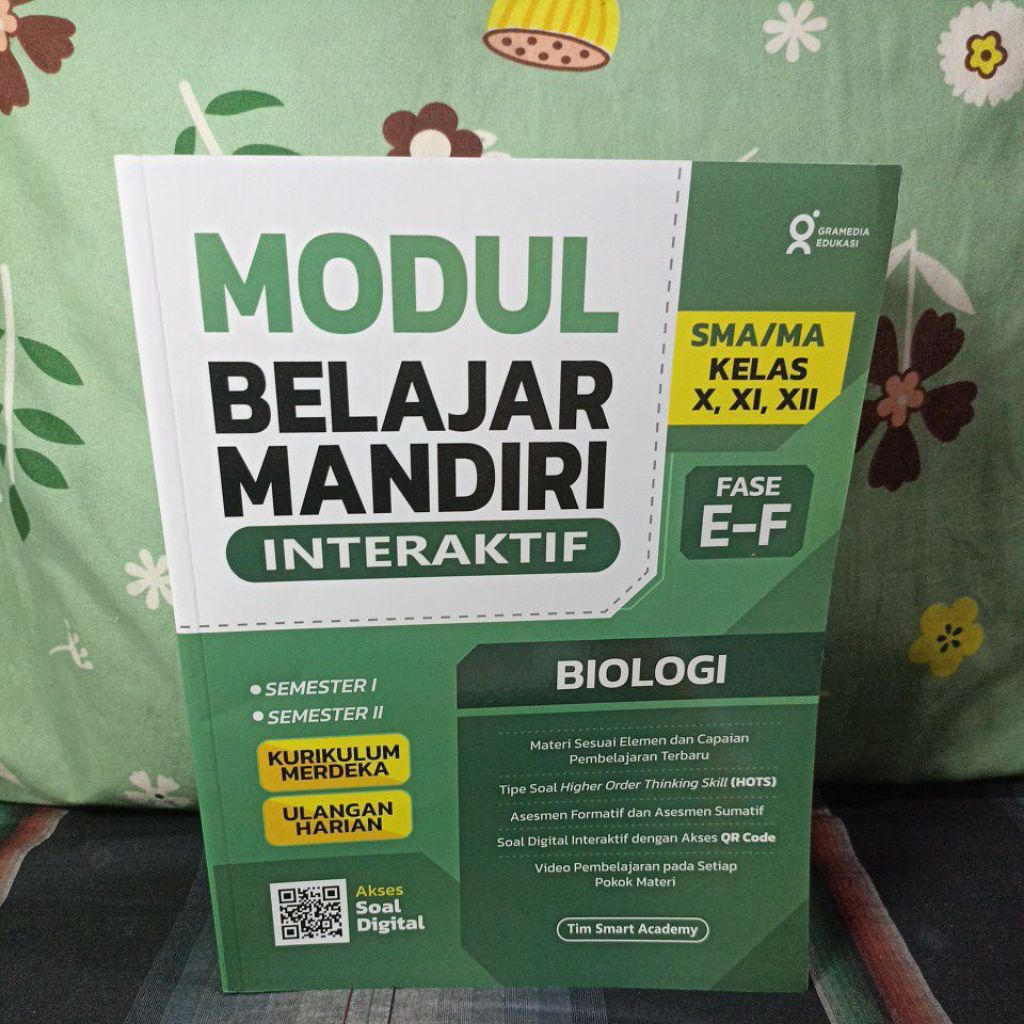 MODUL
BELAJAR
MANDIRI
INTERAKTIF
GRAMEDIA
EDUKASI
SMA/MA
KELAS
X, XI, XII
FASE
E-F
BIOLOGI
• SEMESTER I
• SEMESTER II
KURIKULUM
MERDEKA
ULANGAN
HARIAN
Akses
Soal
Digital
Materi Sesuai Elemen dan Capaian
Pembelajaran Terbaru
Tipe Soal Higher Order Thinking Skill (HOTS)
Asesmen Formatif dan Asesmen Sumatif
Soal Digital Interaktif dengan Akses QR Code
Video Pembelajaran pada Setiap
Pokok Materi
Tim Smart Academy